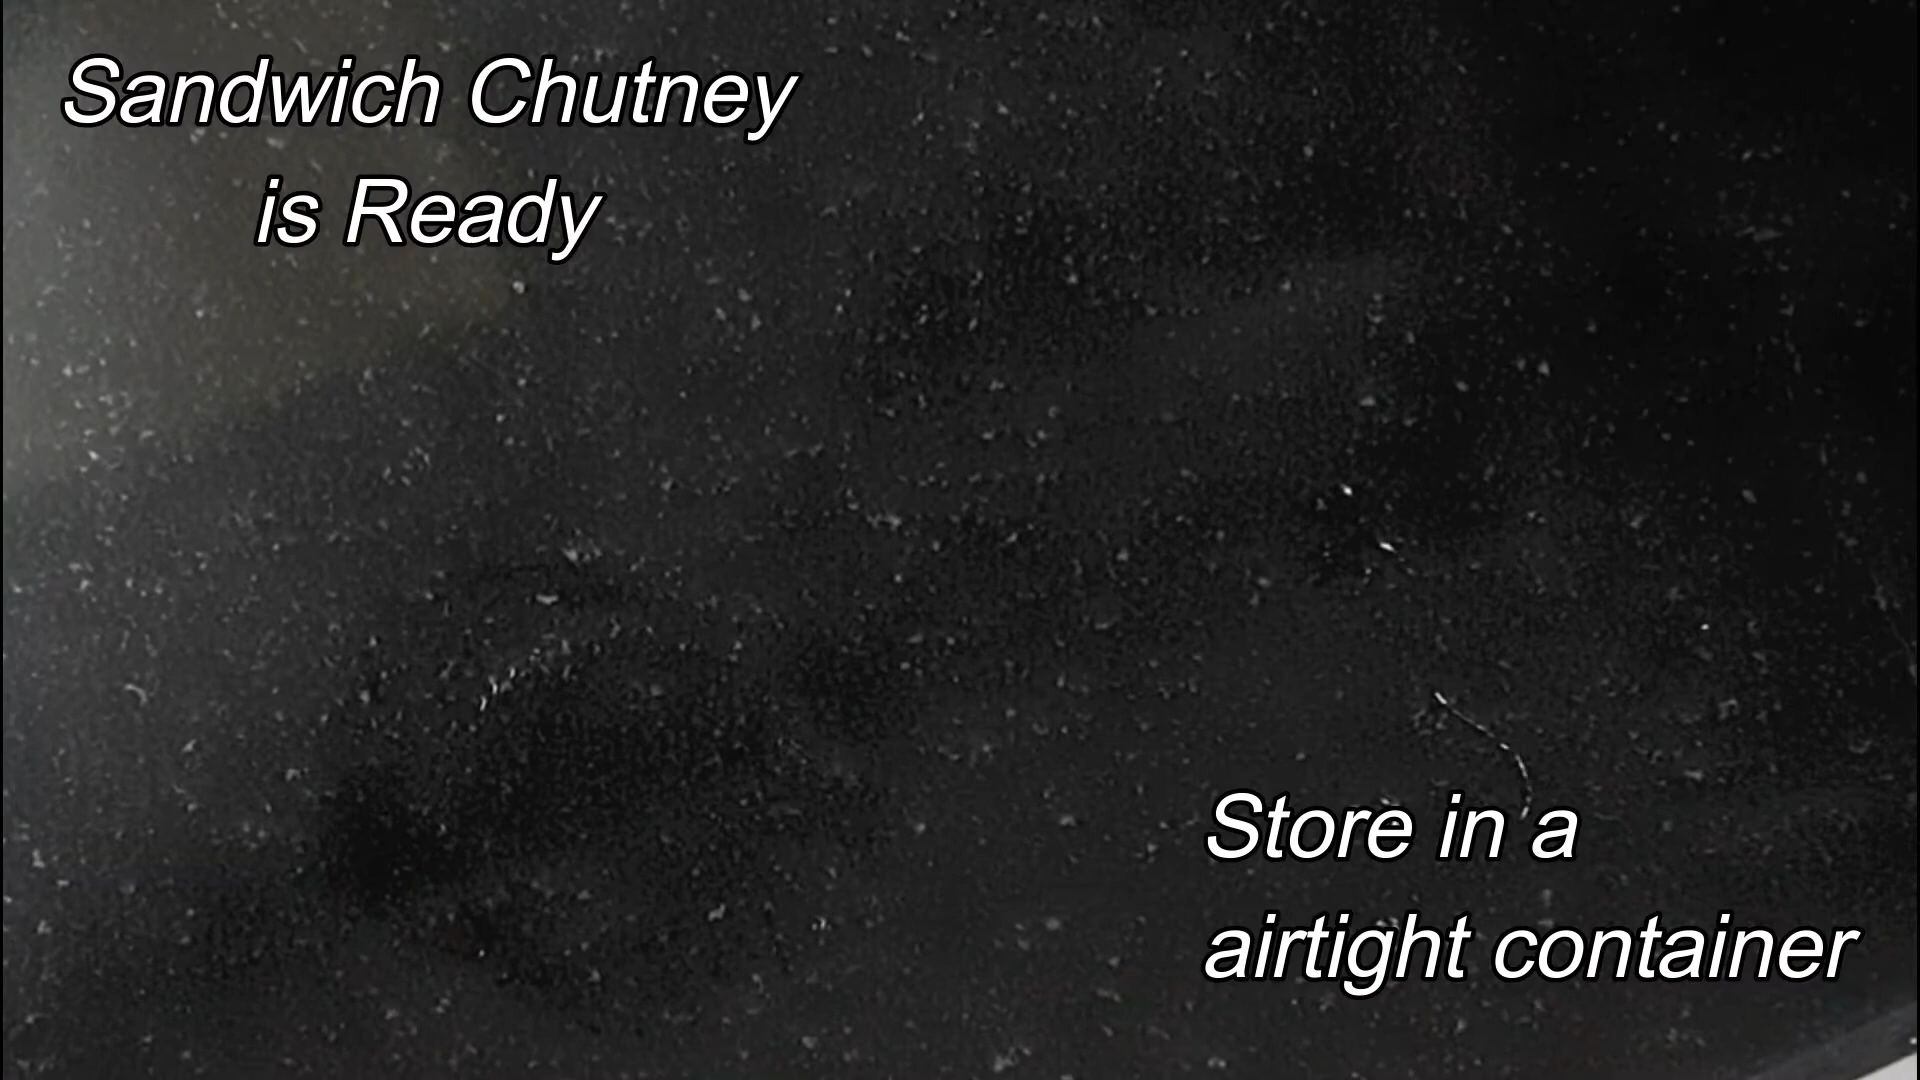 Sandwich Chutney
is Ready
Store in a
airtight container